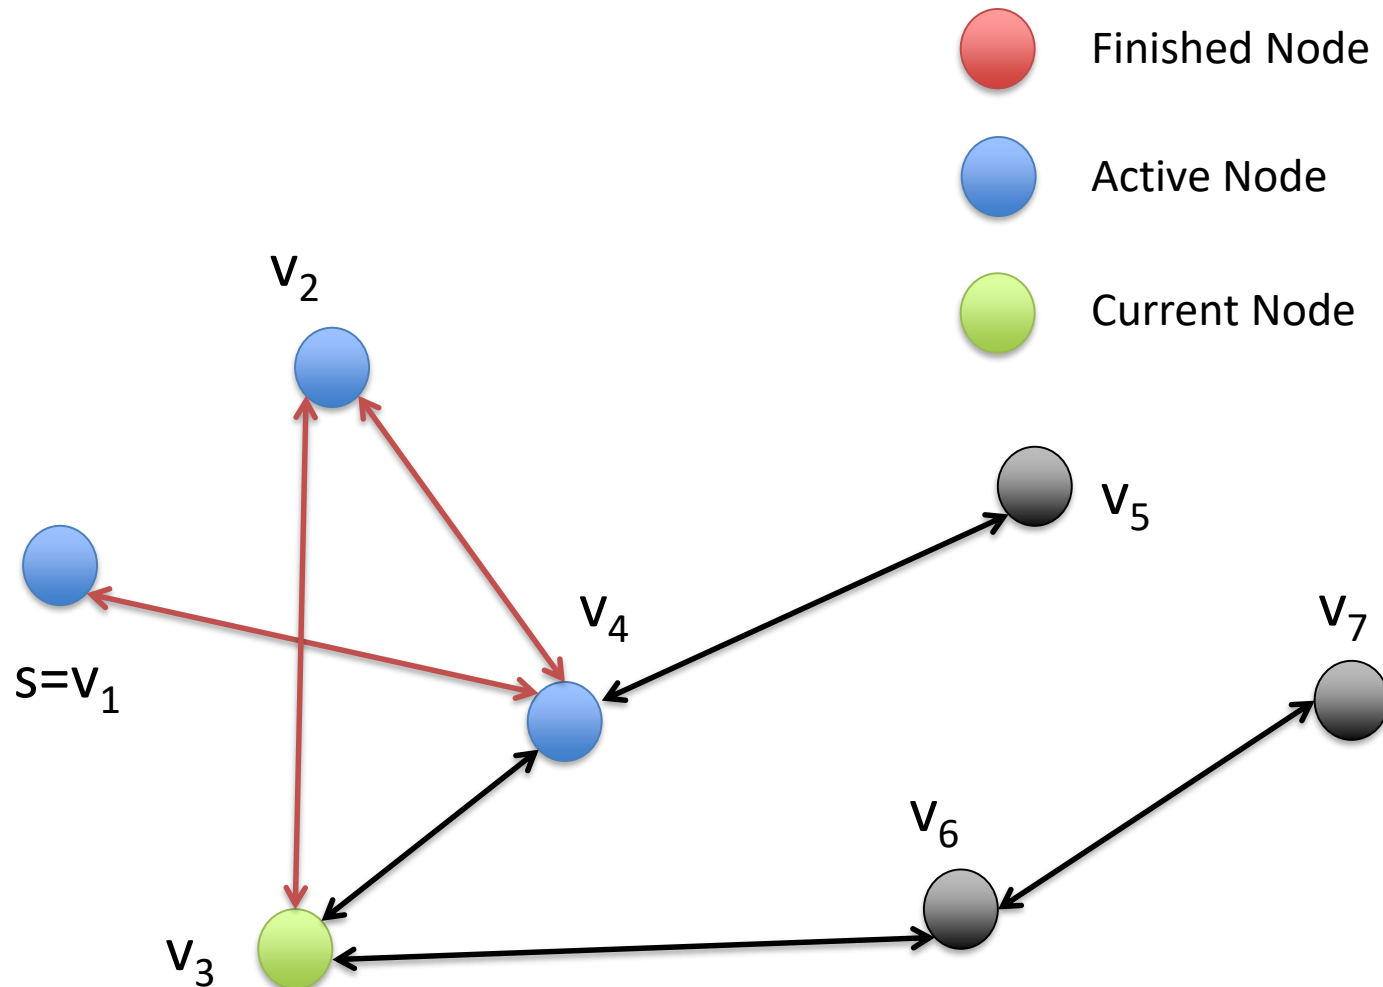 Finished Node
Active Node
Current Node
v2
v5
v4
v7
s=v1
v6
v3